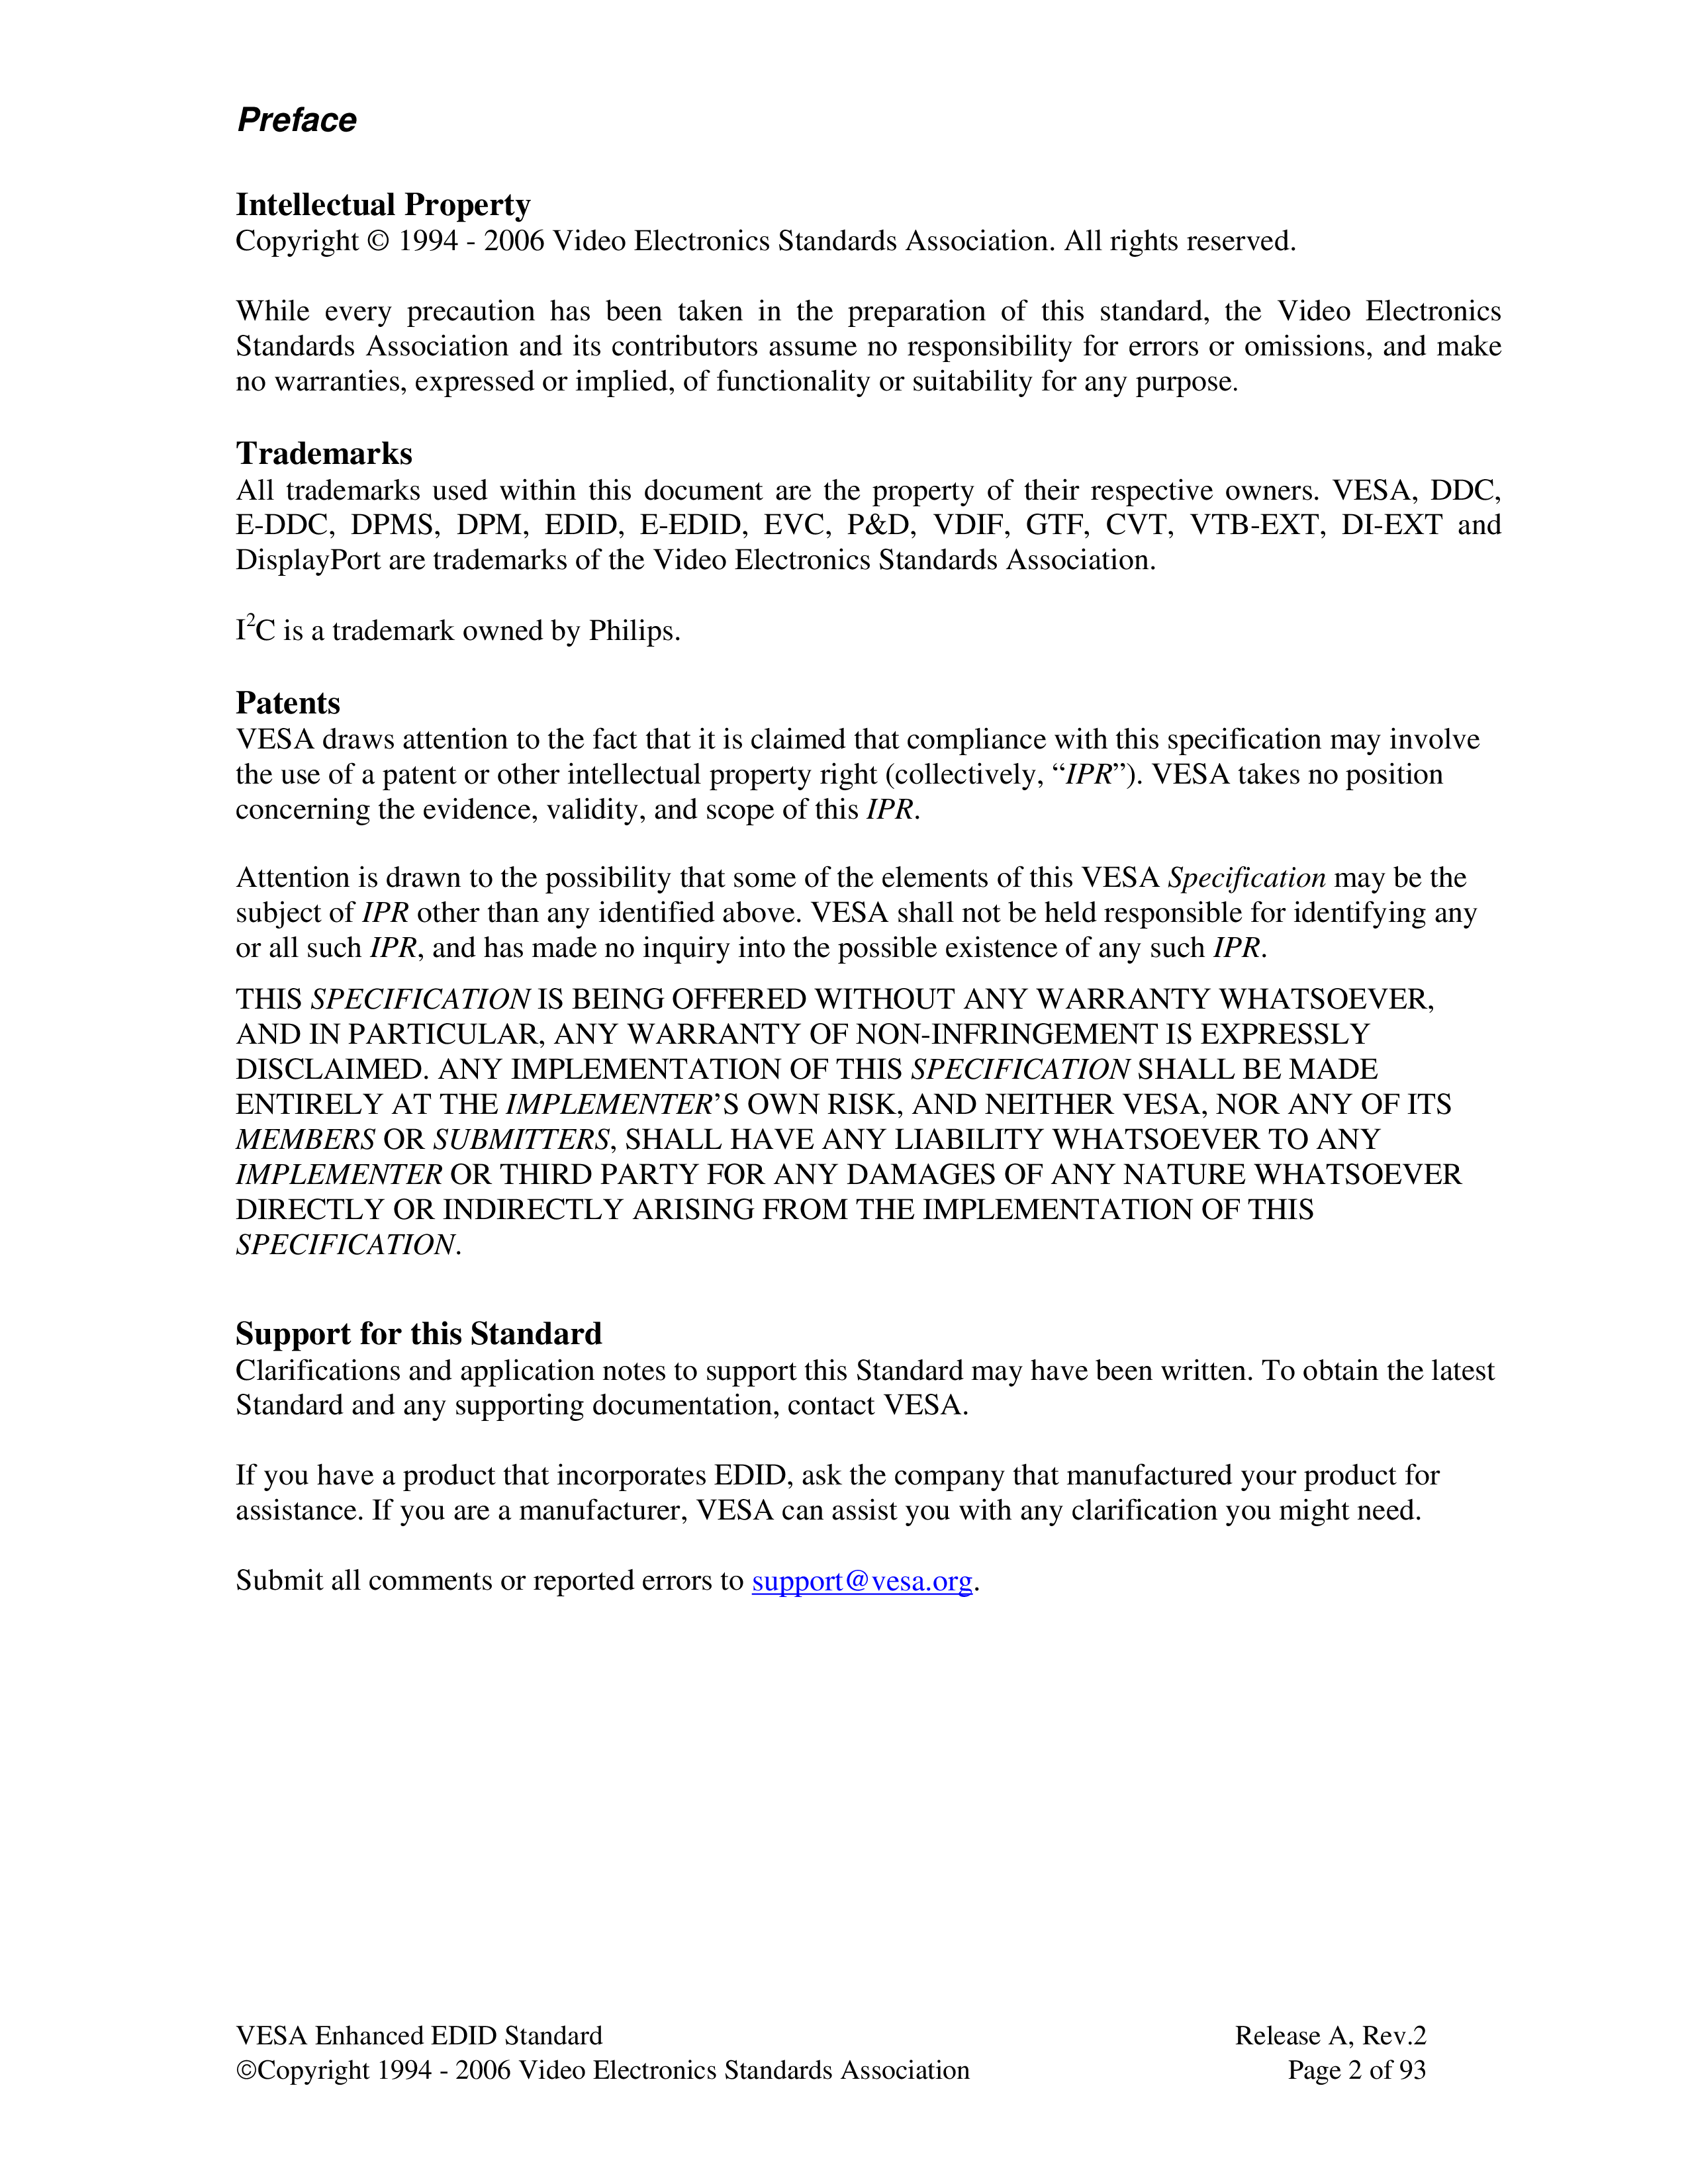 Preface
Intellectual Property
Copyright © 1994 - 2006 Video Electronics Standards Association. All rights reserved.
While every precaution has been taken in the preparation of this standard, the Video Electronics
Standards Association and its contributors assume no responsibility for errors or omissions, and make
no warranties, expressed or implied, of functionality or suitability for any purpose.
Trademarks
All trademarks used within this document are the property of their respective owners. VESA, DDC,
E-DDC, DPMS, DPM, EDID, E-EDID, EVC, P&D, VDIF, GTF, CVT, VTB-EXT, DI-EXT and
DisplayPort are trademarks of the Video Electronics Standards Association.
I²C is a trademark owned by Philips.
Patents
VESA draws attention to the fact that it is claimed that compliance with this specification may involve
the use of a patent or other intellectual property right (collectively, “IPR”). VESA takes no position
concerning the evidence, validity, and scope of this IPR.
Attention is drawn to the possibility that some of the elements of this VESA Specification may be the
subject of IPR other than any identified above. VESA shall not be held responsible for identifying any
or all such IPR, and has made no inquiry into the possible existence of any such IPR.
THIS SPECIFICATION IS BEING OFFERED WITHOUT ANY WARRANTY WHATSOEVER,
AND IN PARTICULAR, ANY WARRANTY OF NON-INFRINGEMENT IS EXPRESSLY
DISCLAIMED. ANY IMPLEMENTATION OF THIS SPECIFICATION SHALL BE MADE
ENTIRELY AT THE IMPLEMENTER’S OWN RISK, AND NEITHER VESA, NOR ANY OF ITS
MEMBERS OR SUBMITTERS, SHALL HAVE ANY LIABILITY WHATSOEVER TO ANY
IMPLEMENTER OR THIRD PARTY FOR ANY DAMAGES OF ANY NATURE WHATSOEVER
DIRECTLY OR INDIRECTLY ARISING FROM THE IMPLEMENTATION OF THIS
SPECIFICATION.
Support for this Standard
Clarifications and application notes to support this Standard may have been written. To obtain the latest
Standard and any supporting documentation, contact VESA.
If you have a product that incorporates EDID, ask the company that manufactured your product for
assistance. If you are a manufacturer, VESA can assist you with any clarification you might need.
Submit all comments or reported errors to support@vesa.org.
VESA Enhanced EDID Standard Release A, Rev.2
©Copyright 1994 - 2006 Video Electronics Standards Association Page 2 of 93